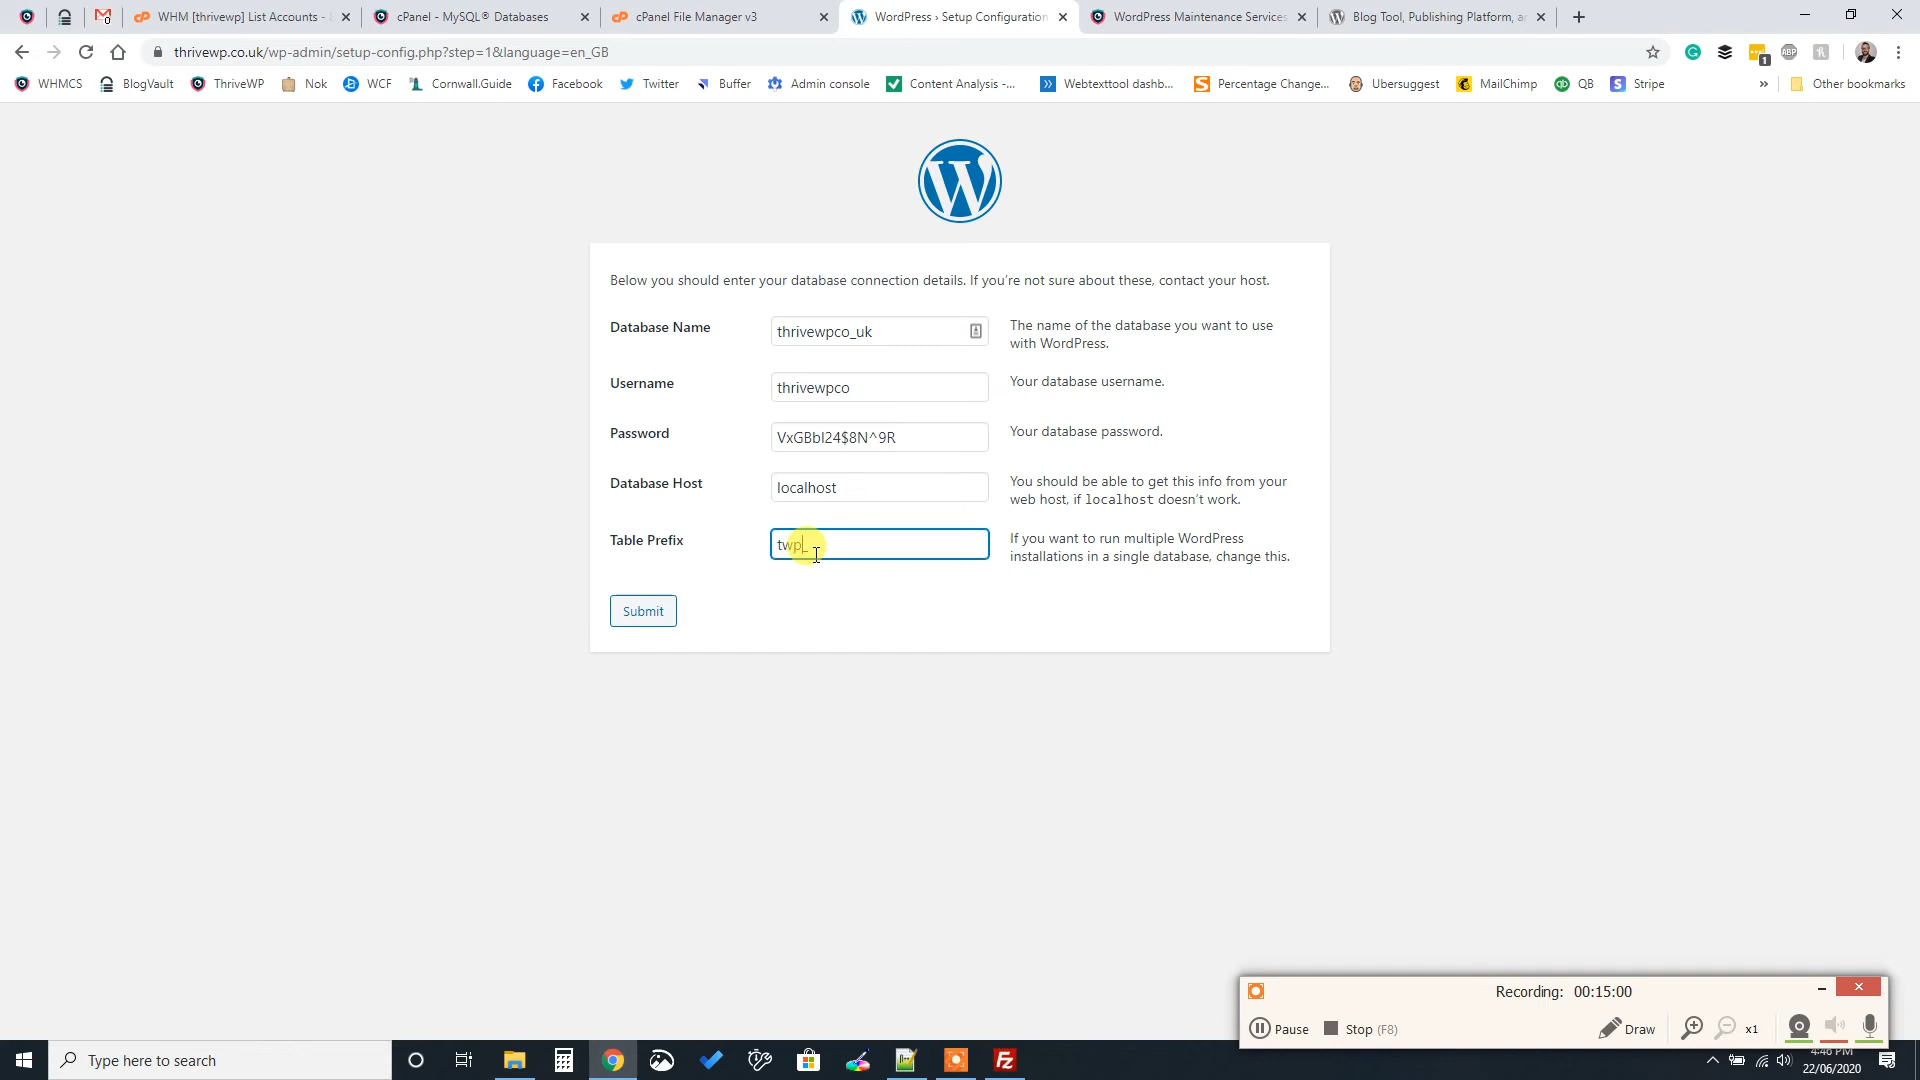 WHM [thrivewp] List Accounts - 8
cPanel - MySQL® Databases
cPanel File Manager v3
WordPress › Setup Configuration
WordPress Maintenance Services
Blog Tool, Publishing Platform, a
thrivewp.co.uk/wp-admin/setup-config.php?step=1&language=en_GB
WHMCS
BlogVault
ThriveWP
Nok
WCF
Cornwall.Guide
Facebook
Twitter
Buffer
Admin console
Content Analysis -...
Webtexttool dashb...
Percentage Change...
Ubersuggest
MailChimp
QB
Stripe
»
Other bookmarks
Below you should enter your database connection details. If you’re not sure about these, contact your host.
Database Name
thrivewpco_uk
The name of the database you want to use
with WordPress.
Username
thrivewpco
Your database username.
Password
VxGBbI24$8N^9R
Your database password.
Database Host
localhost
You should be able to get this info from your
web host, if localhost doesn’t work.
Table Prefix
twp_
If you want to run multiple WordPress
installations in a single database, change this.
Submit
Recording: 00:15:00
Pause
Stop (F8)
Draw
x1
Type here to search
4:46 PM
22/06/2020